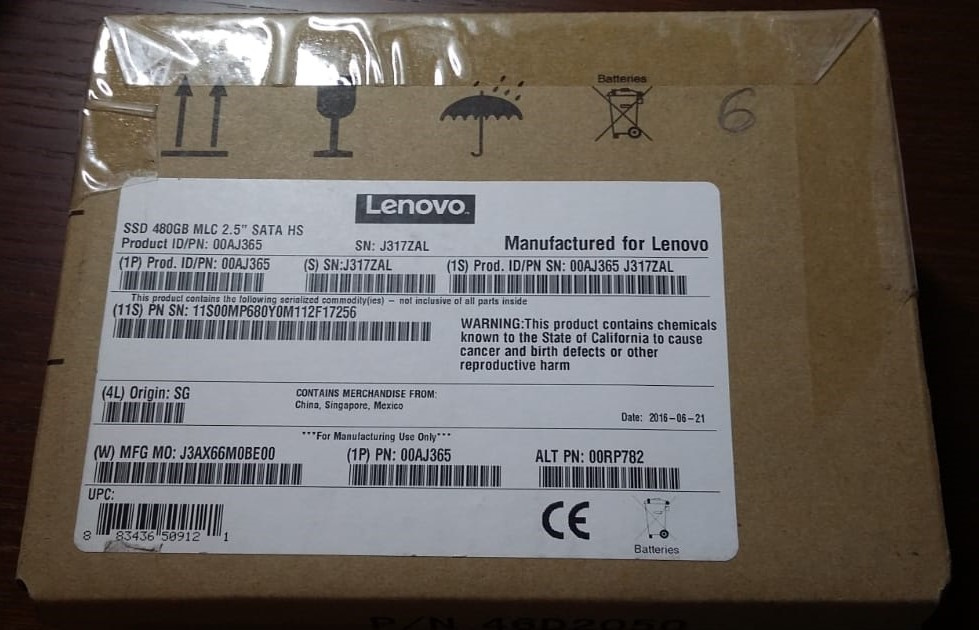 Batteries
6
Lenovo
SSD 480GB MLC 2.5" SATA HS
Product ID/PN: 00AJ365 SN: J317ZAL Manufactured for Lenovo
(1P) Prod. ID/PN: 00AJ365 (S) SN:J317ZAL (1S) Prod. ID/PN SN: 00AJ365 J317ZAL
This product contains the following serialized commodity(ies) – not inclusive of all parts inside
(11S) PN SN: 11S00MP680Y0M112F17256
WARNING:This product contains chemicals
known to the State of California to cause
cancer and birth defects or other
reproductive harm
(4L) Origin: SG
CONTAINS MERCHANDISE FROM:
China, Singapore, Mexico
Date: 2016-06-21
***For Manufacturing Use Only***
(W) MFG MO: J3AX66M0BE00 (1P) PN: 00AJ365 ALT PN: 00RP782
UPC:
8 83436 50912 1
CE
Batteries
P/N 46D2050